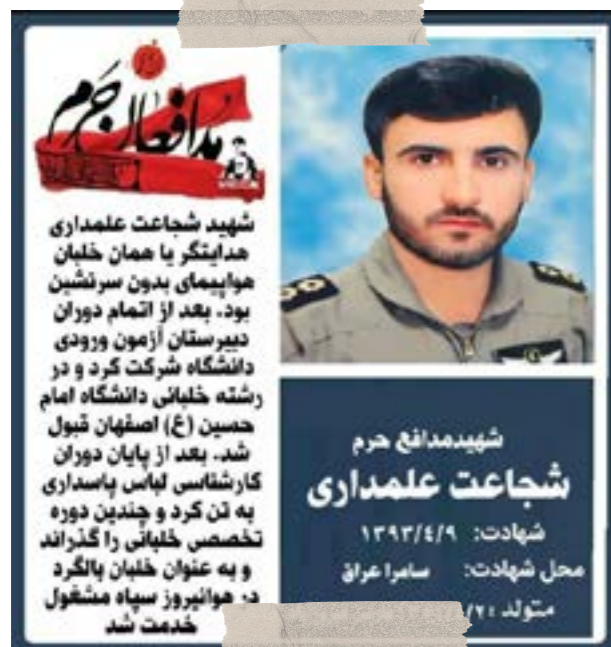 مدافعان حرم
شهید شجاعت علمداری
هدایتگر یا همان خلبان
هواپیمای بدون سرنشین
بود. بعد از اتمام دوران
دبیرستان آزمون ورودی
دانشگاه شرکت کرد و در
رشته خلبانی دانشگاه امام
حسین (ع) اصفهان قبول
شد. بعد از پایان دوران
کارشناسی لباس پاسداری
به تن کرد و چندین دوره
تخصصی خلبانی را گذراند
و به عنوان خلبان بالگرد
در هوانیروز سپاه مشغول
خدمت شد
شهیدمدافع حرم
شجاعت علمداری
شهادت: ۱۳۹۳/٤/۹
محل شهادت: سامرا عراق
متولد :